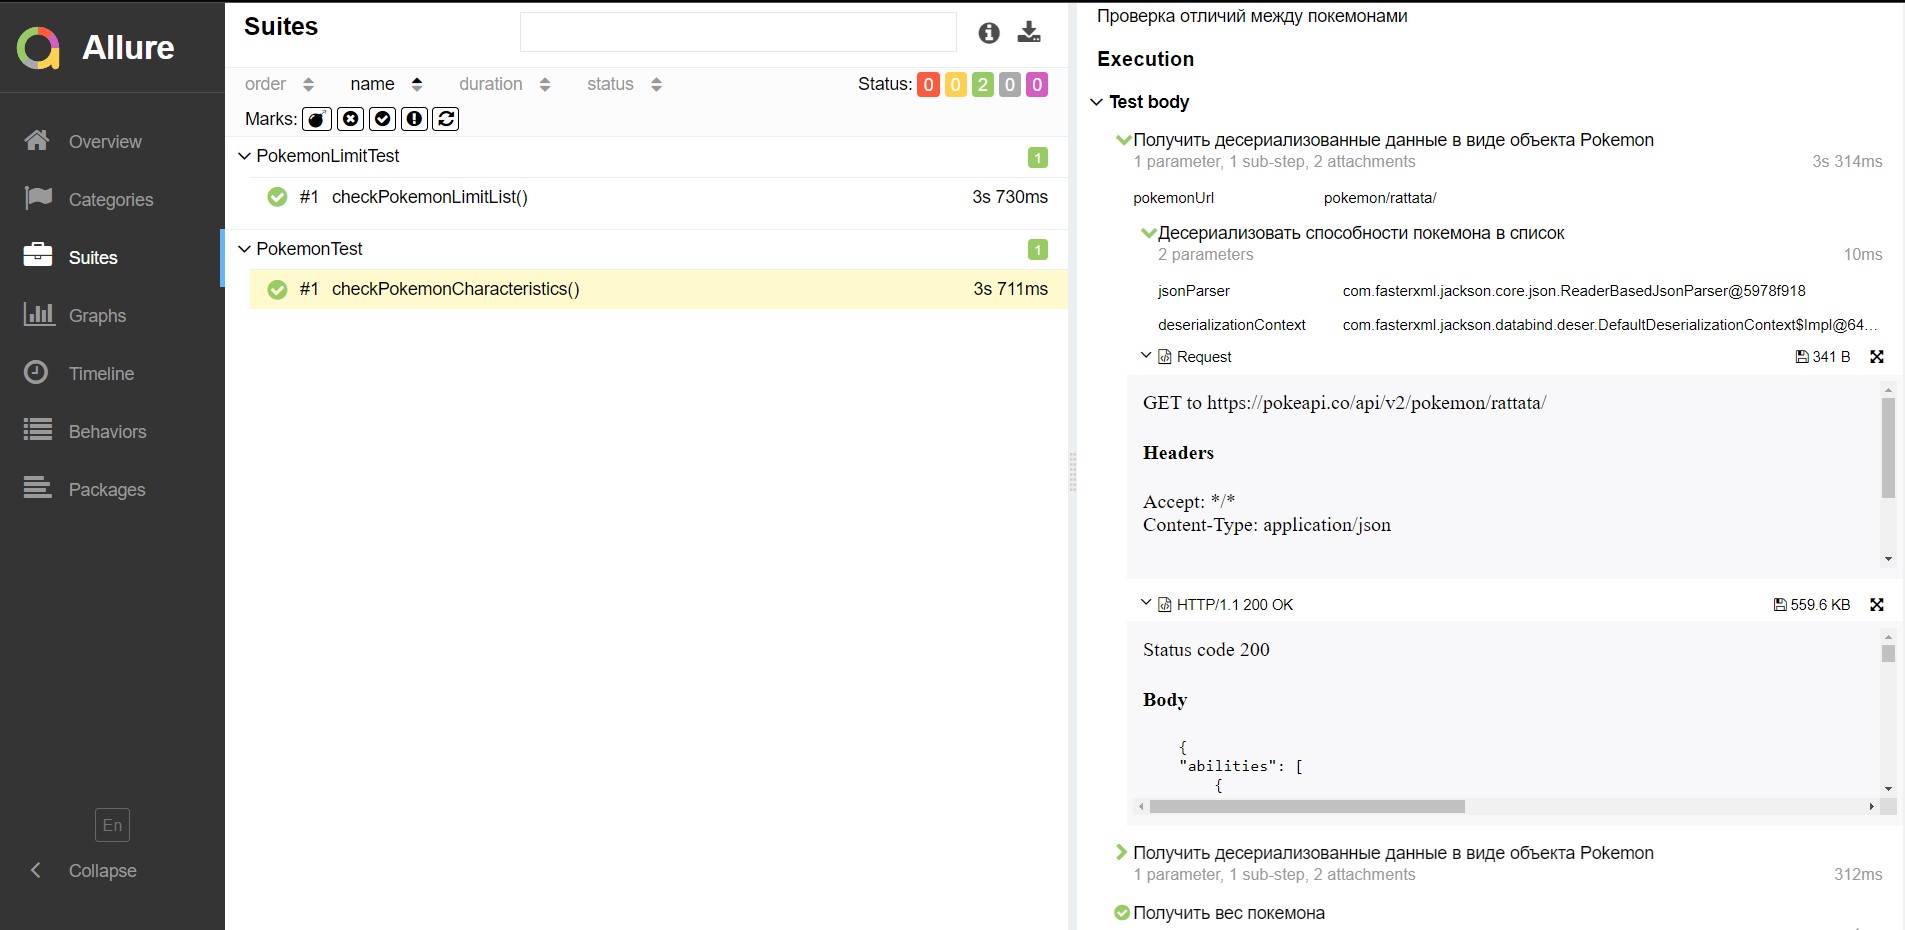 Allure
Overview
Categories
Suites
Graphs
Timeline
Behaviors
Packages
En
Collapse
Suites
order name duration status Status: 0 0 2 0 0
Marks:
PokemonLimitTest 1
#1 checkPokemonLimitList() 3s 730ms
PokemonTest 1
#1 checkPokemonCharacteristics() 3s 711ms
Проверка отличий между покемонами
Execution
Test body
Получить десериализованные данные в виде объекта Pokemon
1 parameter, 1 sub-step, 2 attachments 3s 314ms
pokemonUrl pokemon/rattata/
Десериализовать способности покемона в список
2 parameters 10ms
jsonParser com.fasterxml.jackson.core.json.ReaderBasedJsonParser@5978f918
deserializationContext com.fasterxml.jackson.databind.deser.DefaultDeserializationContext$Impl@64...
Request 341 B
GET to https://pokeapi.co/api/v2/pokemon/rattata/
Headers
Accept: */*
Content-Type: application/json
HTTP/1.1 200 OK 559.6 KB
Status code 200
Body
{
"abilities": [
{
Получить десериализованные данные в виде объекта Pokemon
1 parameter, 1 sub-step, 2 attachments 312ms
Получить вес покемона